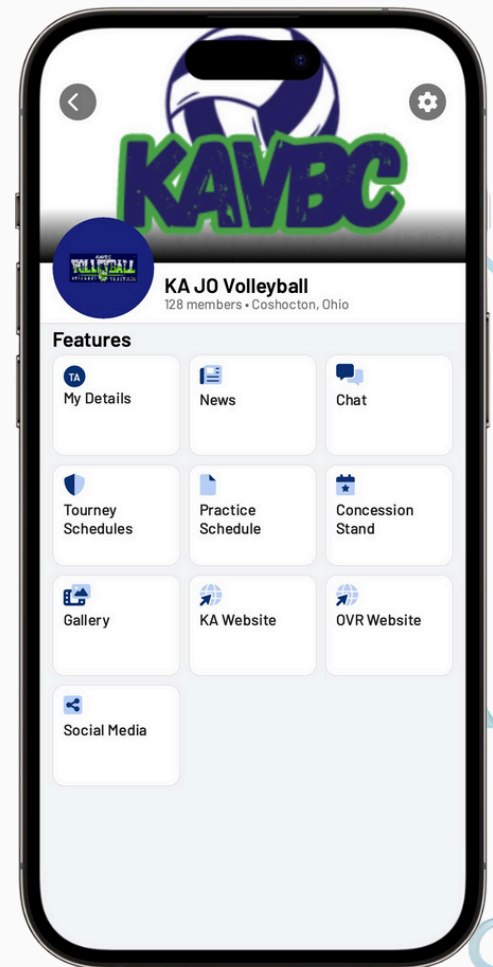 KAVBC
VOLLEYBALL
KA JO Volleyball
128 members • Coshocton, Ohio
Features
TA
My Details
News
Chat
Tourney
Schedules
Practice
Schedule
Concession
Stand
Gallery
KA Website
OVR Website
Social Media